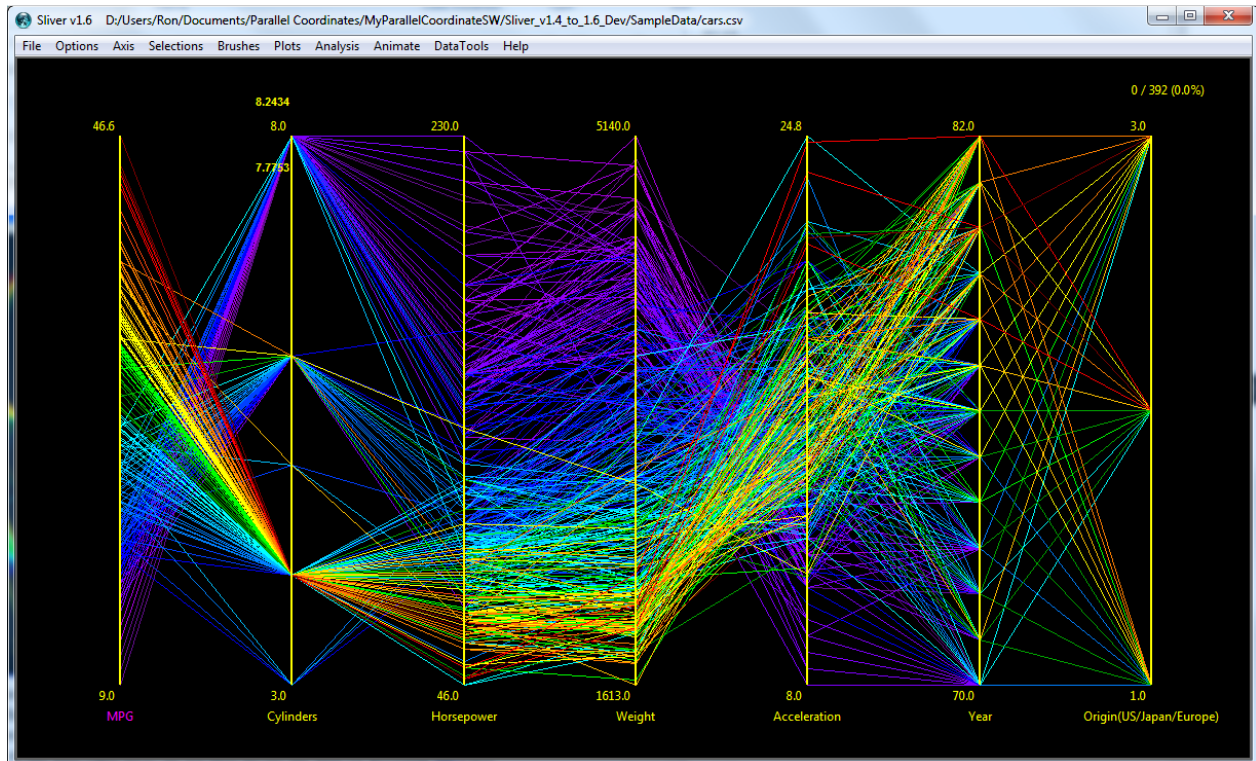 Sliver v1.6 D:/Users/Ron/Documents/Parallel Coordinates/MyParallelCoordinateSW/Sliver_v1.4_to_1.6_Dev/SampleData/cars.csv
File Options Axis Selections Brushes Plots Analysis Animate DataTools Help
0 / 392 (0.0%)
8.2434
46.6 8.0 230.0 5140.0 24.8 82.0 3.0
7.7753
9.0 3.0 46.0 1613.0 8.0 70.0 1.0
MPG Cylinders Horsepower Weight Acceleration Year Origin(US/Japan/Europe)